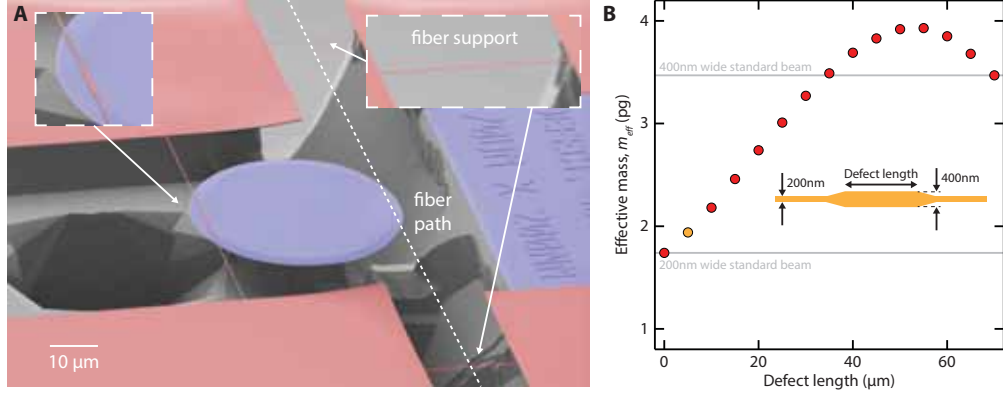 A
fiber support
fiber
path
10 µm
B
Effective mass, m_eff (pg)
4
3
2
1
400nm wide standard beam
200nm
Defect length
400nm
200nm wide standard beam
0
20
40
60
Defect length (µm)